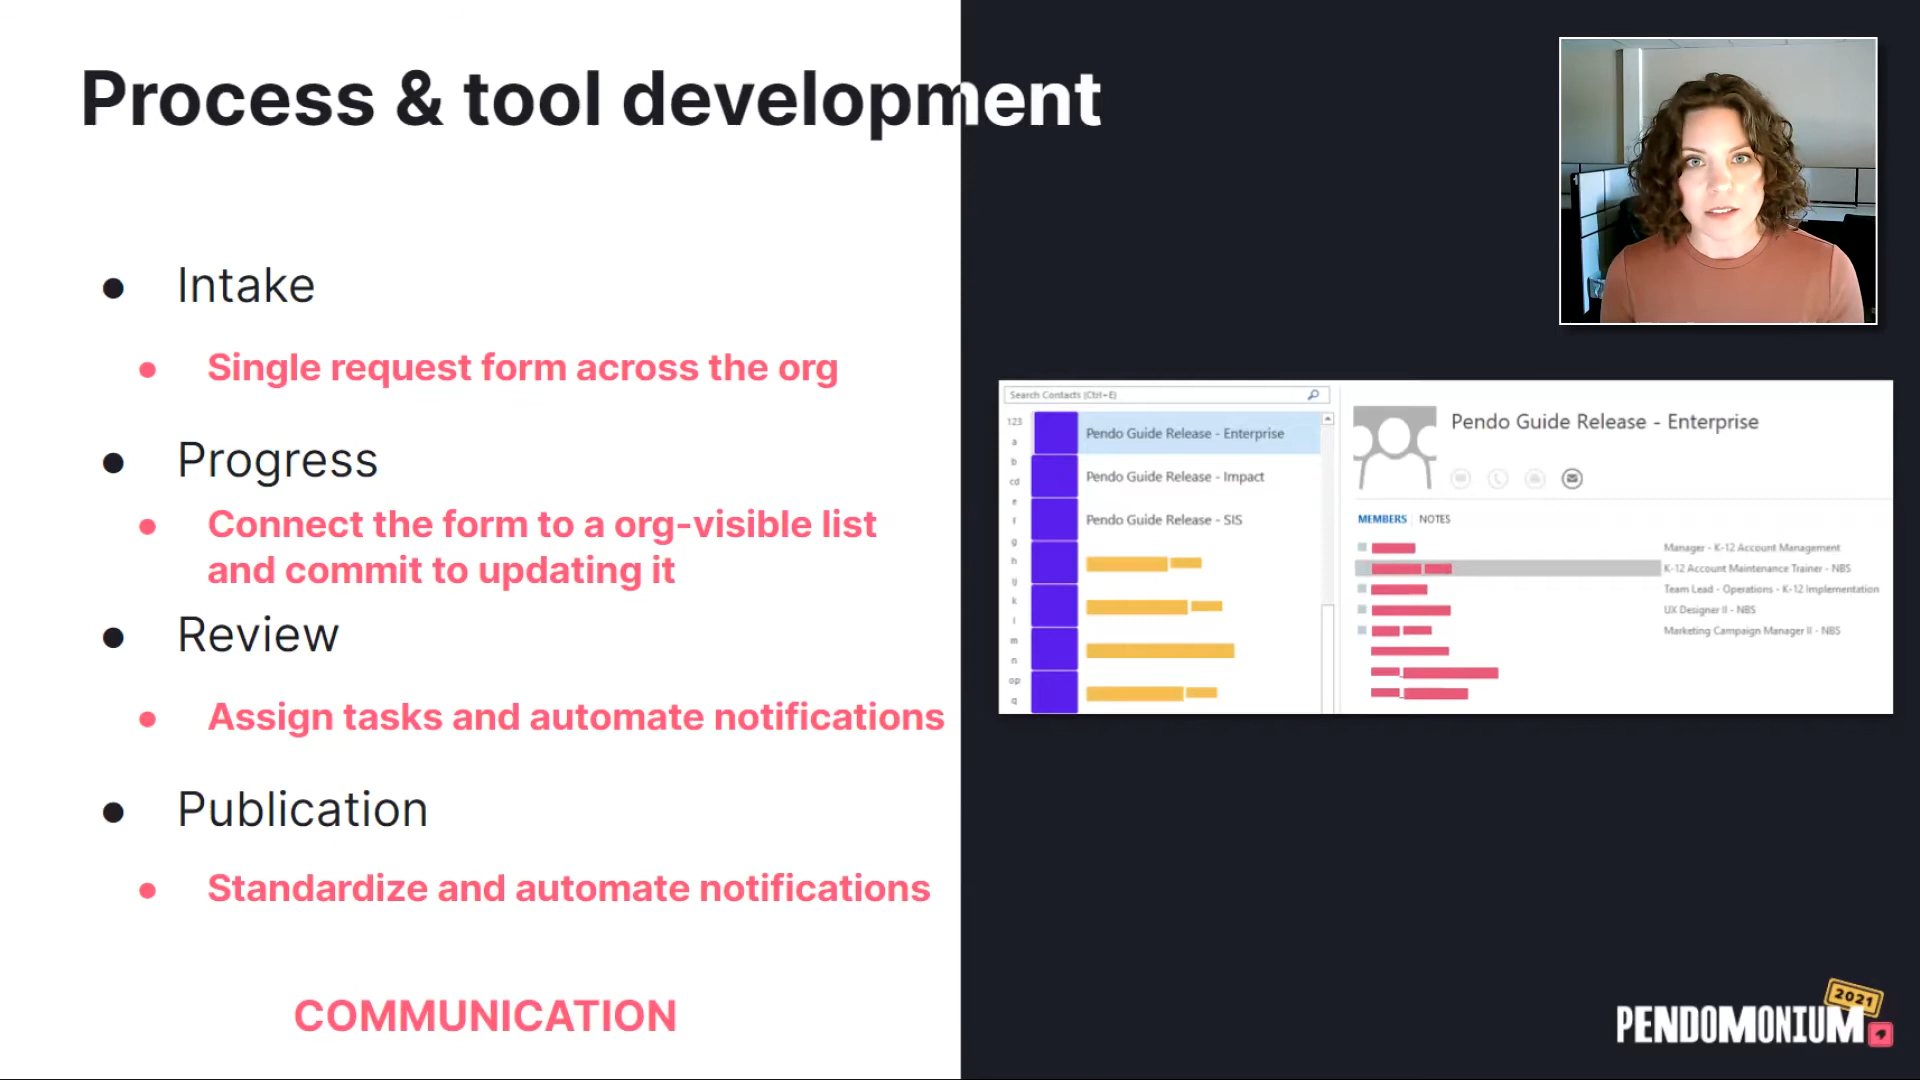 Process & tool development
● Intake
● Single request form across the org
● Progress
● Connect the form to a org-visible list
and commit to updating it
● Review
● Assign tasks and automate notifications
● Publication
● Standardize and automate notifications
COMMUNICATION
Search Contacts (Ctrl+E)
123
a
b
cd
e
f
g
h
ij
k
l
m
n
op
q
Pendo Guide Release - Enterprise
Pendo Guide Release - Impact
Pendo Guide Release - SIS
Pendo Guide Release - Enterprise
MEMBERS NOTES
Manager - K-12 Account Management
K-12 Account Maintenance Trainer - NBS
Team Lead - Operations - K-12 Implementation
UX Designer II - NBS
Marketing Campaign Manager II - NBS
2021
PENDOMONIUM